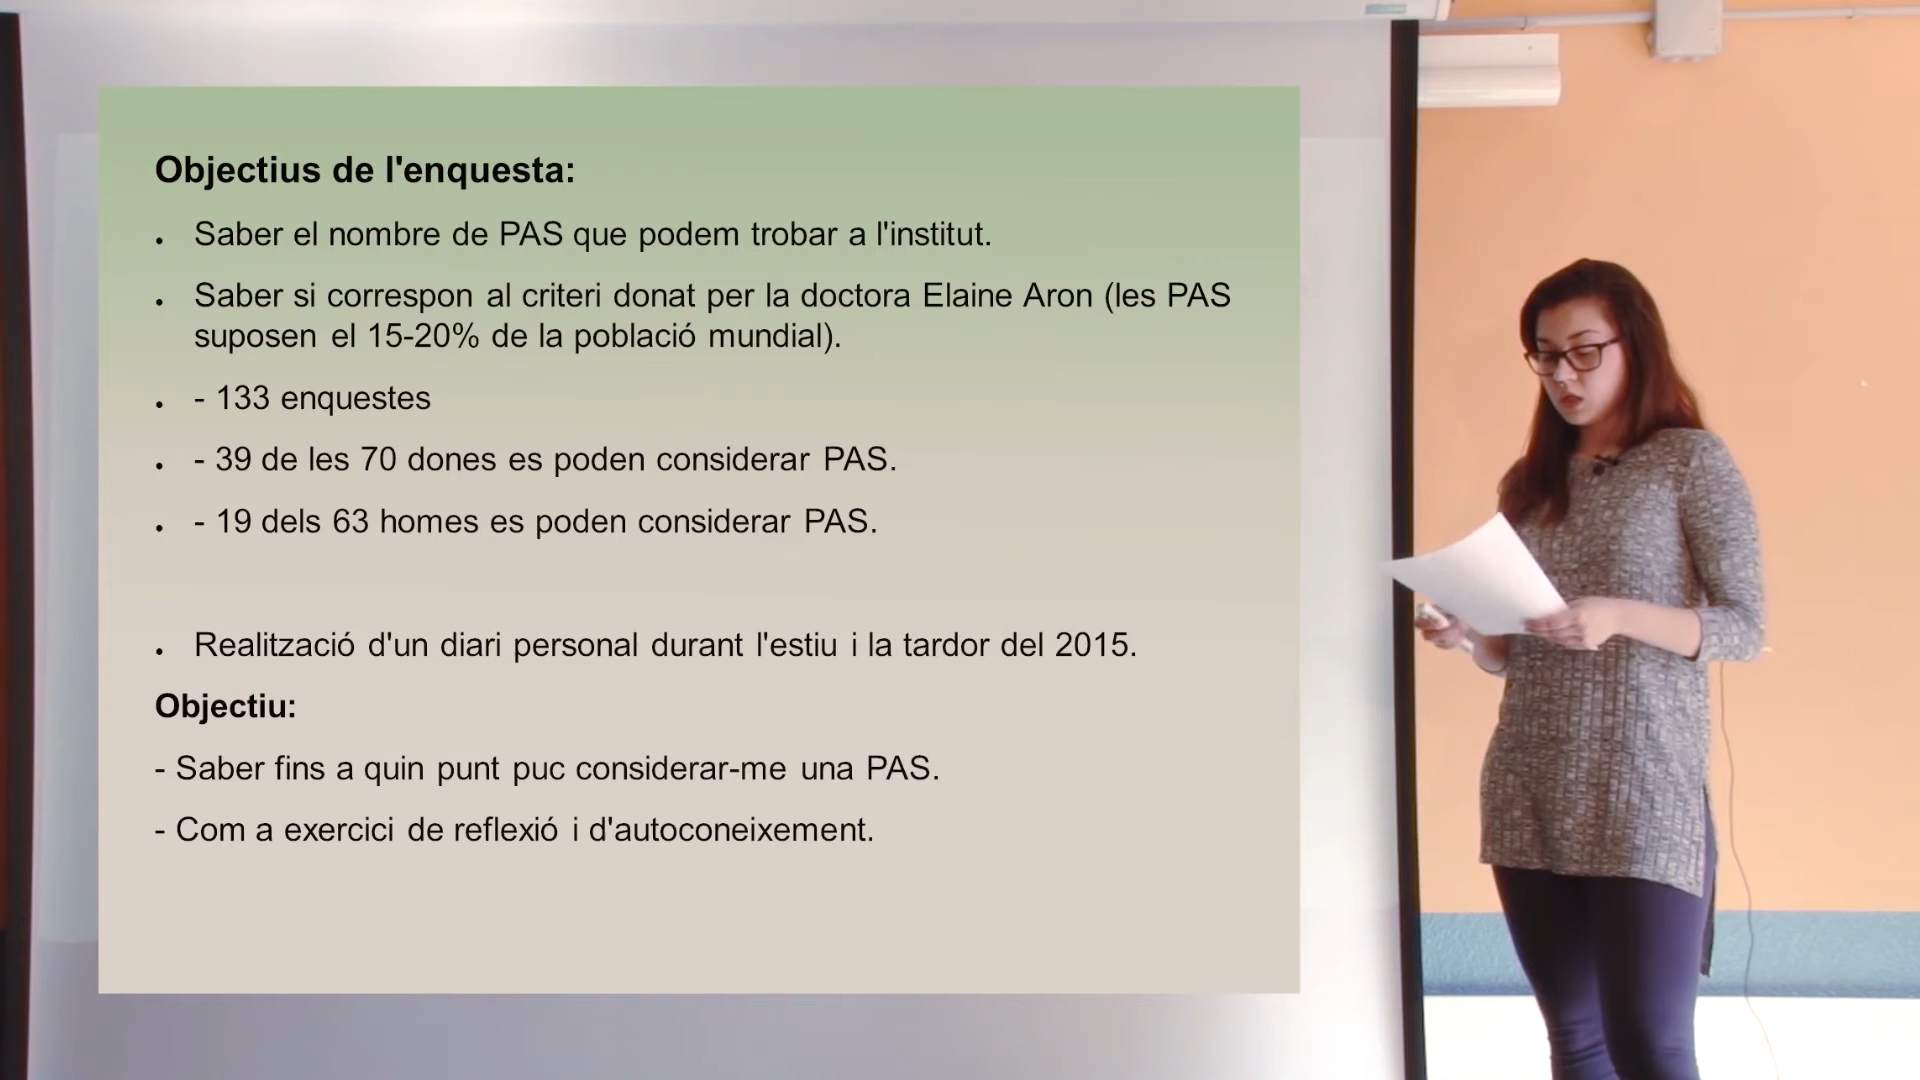 Objectius de l'enquesta:
• Saber el nombre de PAS que podem trobar a l'institut.
• Saber si correspon al criteri donat per la doctora Elaine Aron (les PAS
suposen el 15-20% de la població mundial).
• - 133 enquestes
• - 39 de les 70 dones es poden considerar PAS.
• - 19 dels 63 homes es poden considerar PAS.
• Realització d'un diari personal durant l'estiu i la tardor del 2015.
Objectiu:
- Saber fins a quin punt puc considerar-me una PAS.
- Com a exercici de reflexió i d'autoconeixement.